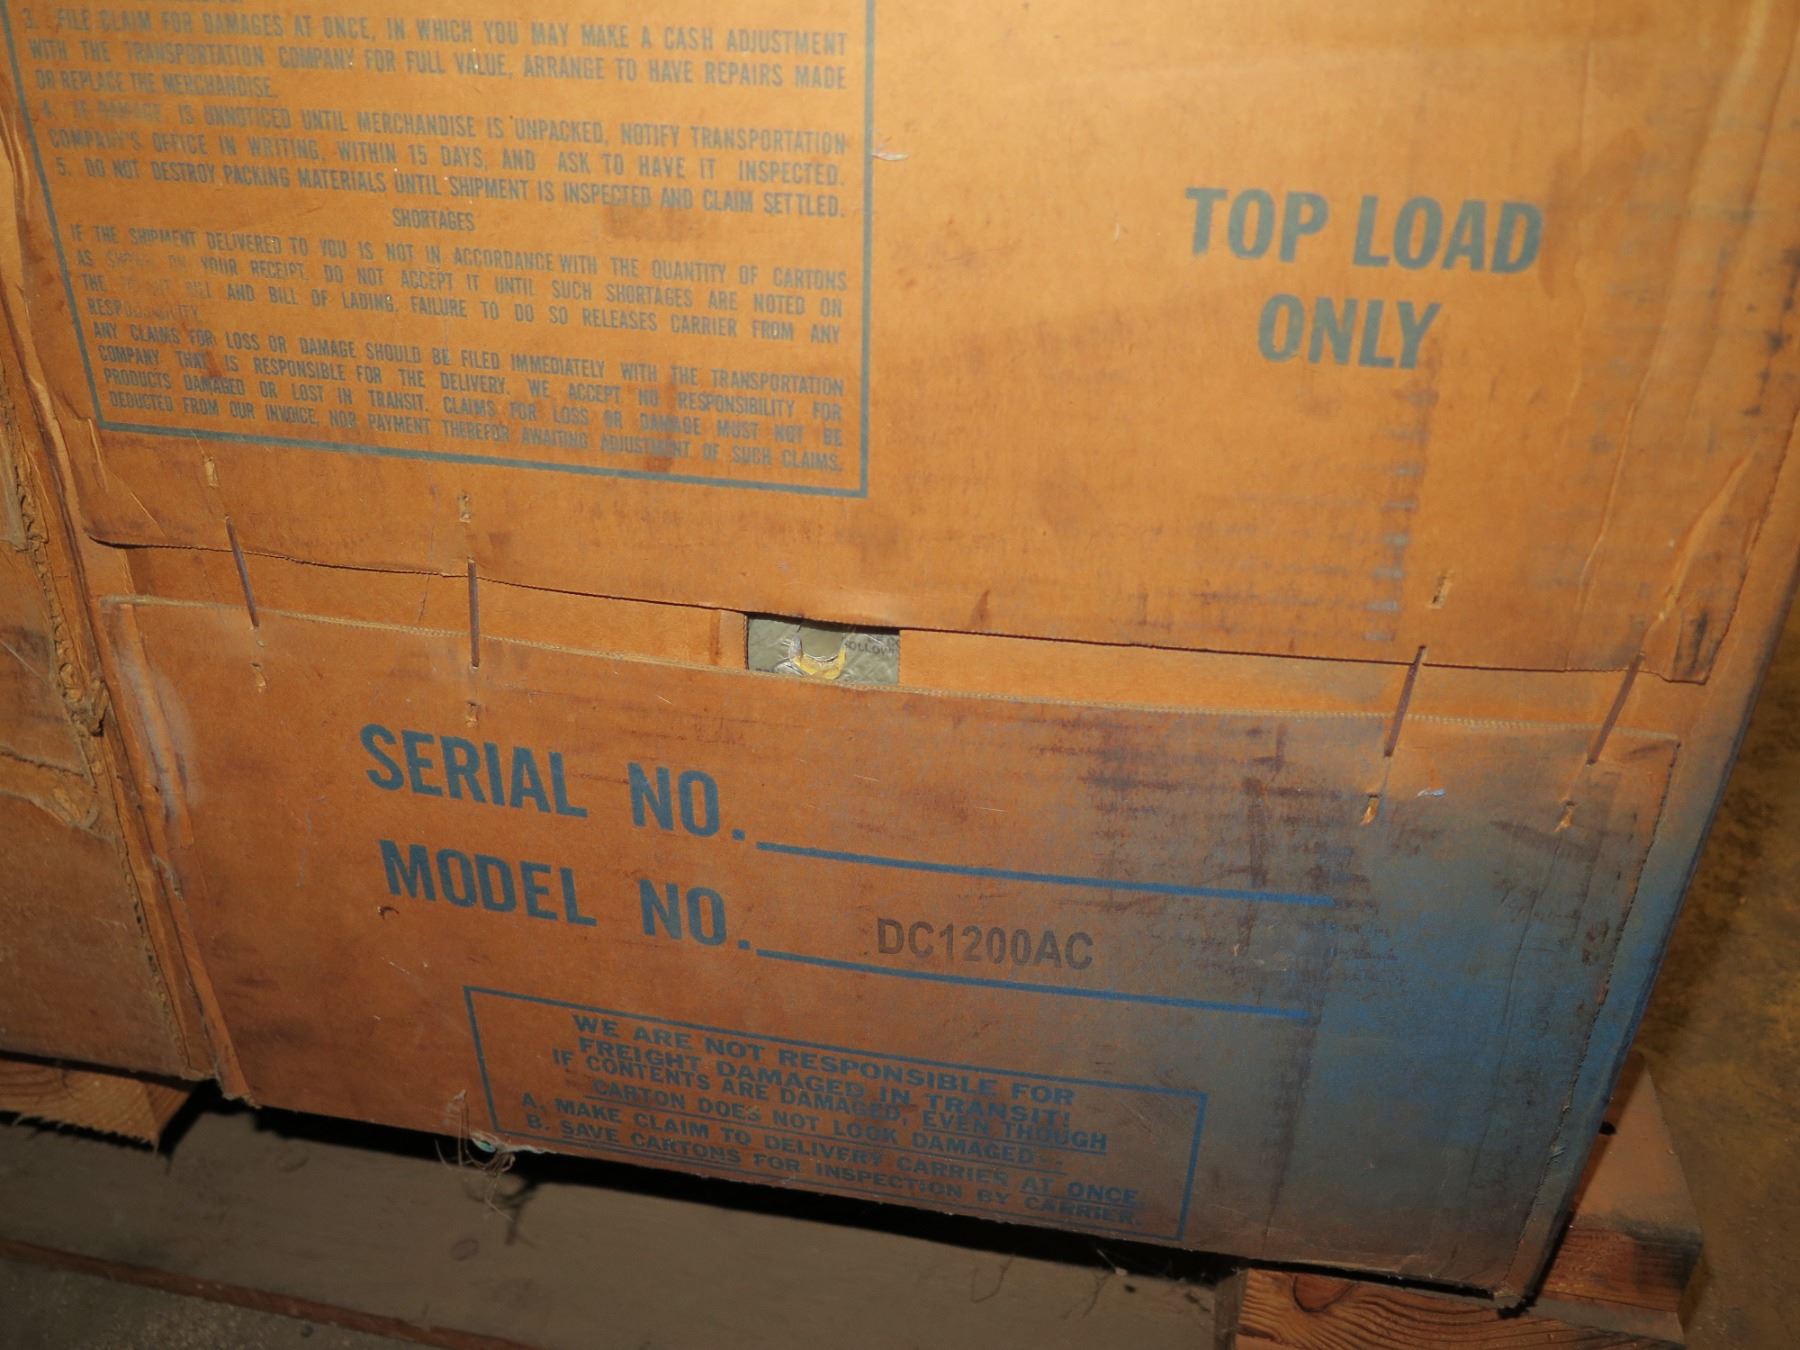 3. FILE CLAIM FOR DAMAGES AT ONCE, IN WHICH YOU MAY MAKE A CASH ADJUSTMENT
WITH THE TRANSPORTATION COMPANY FOR FULL VALUE, ARRANGE TO HAVE REPAIRS MADE
OR REPLACE THE MERCHANDISE.
4. IF DAMAGE IS UNNOTICED UNTIL MERCHANDISE IS UNPACKED, NOTIFY TRANSPORTATION
COMPANY'S OFFICE IN WRITING, WITHIN 15 DAYS, AND ASK TO HAVE IT INSPECTED.
5. DO NOT DESTROY PACKING MATERIALS UNTIL SHIPMENT IS INSPECTED AND CLAIM SETTLED.
SHORTAGES
IF THE SHIPMENT DELIVERED TO YOU IS NOT IN ACCORDANCE WITH THE QUANTITY OF CARTONS
AS SHOWN ON YOUR RECEIPT, DO NOT ACCEPT IT UNTIL SUCH SHORTAGES ARE NOTED ON
THE BILL AND BILL OF LADING. FAILURE TO DO SO RELEASES CARRIER FROM ANY
RESPONSIBILITY.
ANY CLAIMS FOR LOSS OR DAMAGE SHOULD BE FILED IMMEDIATELY WITH THE TRANSPORTATION
COMPANY THAT IS RESPONSIBLE FOR THE DELIVERY. WE ACCEPT NO RESPONSIBILITY FOR
PRODUCTS DAMAGED OR LOST IN TRANSIT. CLAIMS FOR LOSS OR DAMAGE MUST NOT BE
DEDUCTED FROM OUR INVOICE, NOR PAYMENT THEREFOR AWAITING ADJUSTMENT OF SUCH CLAIMS.
TOP LOAD
ONLY
SERIAL NO.
MODEL NO. DC1200AC
WE ARE NOT RESPONSIBLE FOR
FREIGHT DAMAGED IN TRANSIT!
IF CONTENTS ARE DAMAGED, EVEN THOUGH
CARTON DOES NOT LOOK DAMAGED--
A. MAKE CLAIM TO DELIVERY CARRIES AT ONCE.
B. SAVE CARTONS FOR INSPECTION BY CARRIER.